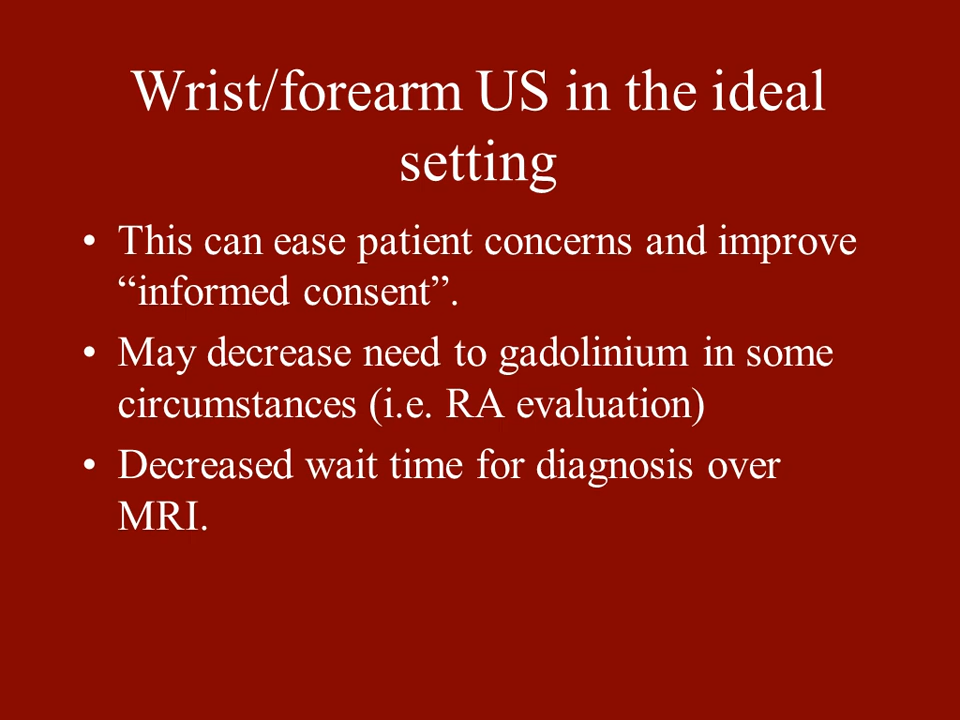 Wrist/forearm US in the ideal
setting
• This can ease patient concerns and improve
“informed consent”.
• May decrease need to gadolinium in some
circumstances (i.e. RA evaluation)
• Decreased wait time for diagnosis over
MRI.